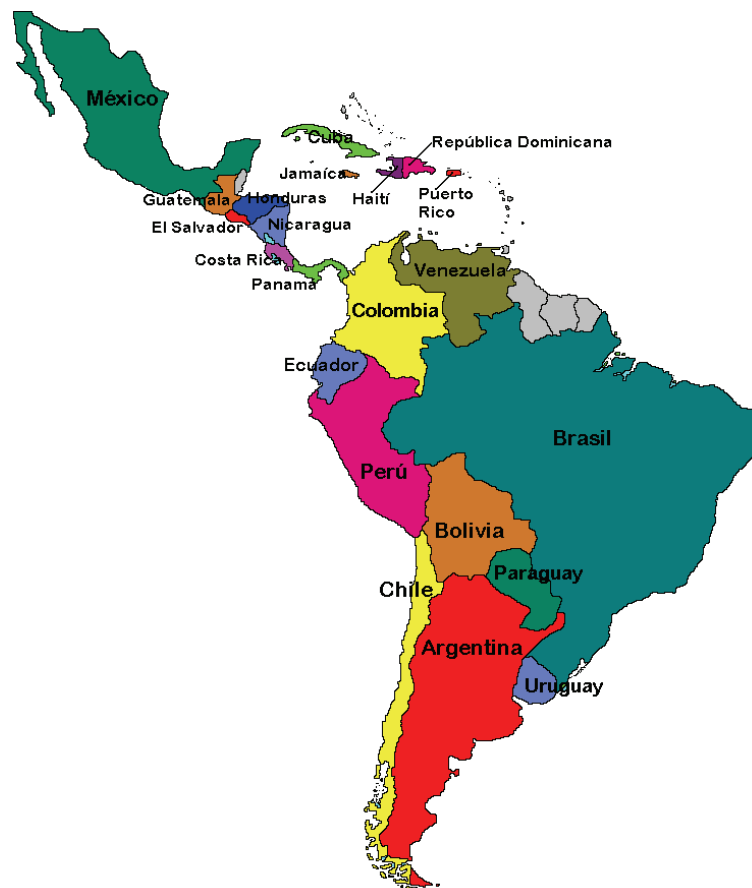 México
Cuba
República Dominicana
Jamaíca
Haití
Puerto
Rico
Guatemala
Honduras
El Salvador
Nicaragua
Costa Rica
Panamá
Venezuela
Colombia
Ecuador
Brasil
Perú
Bolivia
Paraguay
Chile
Argentina
Uruguay